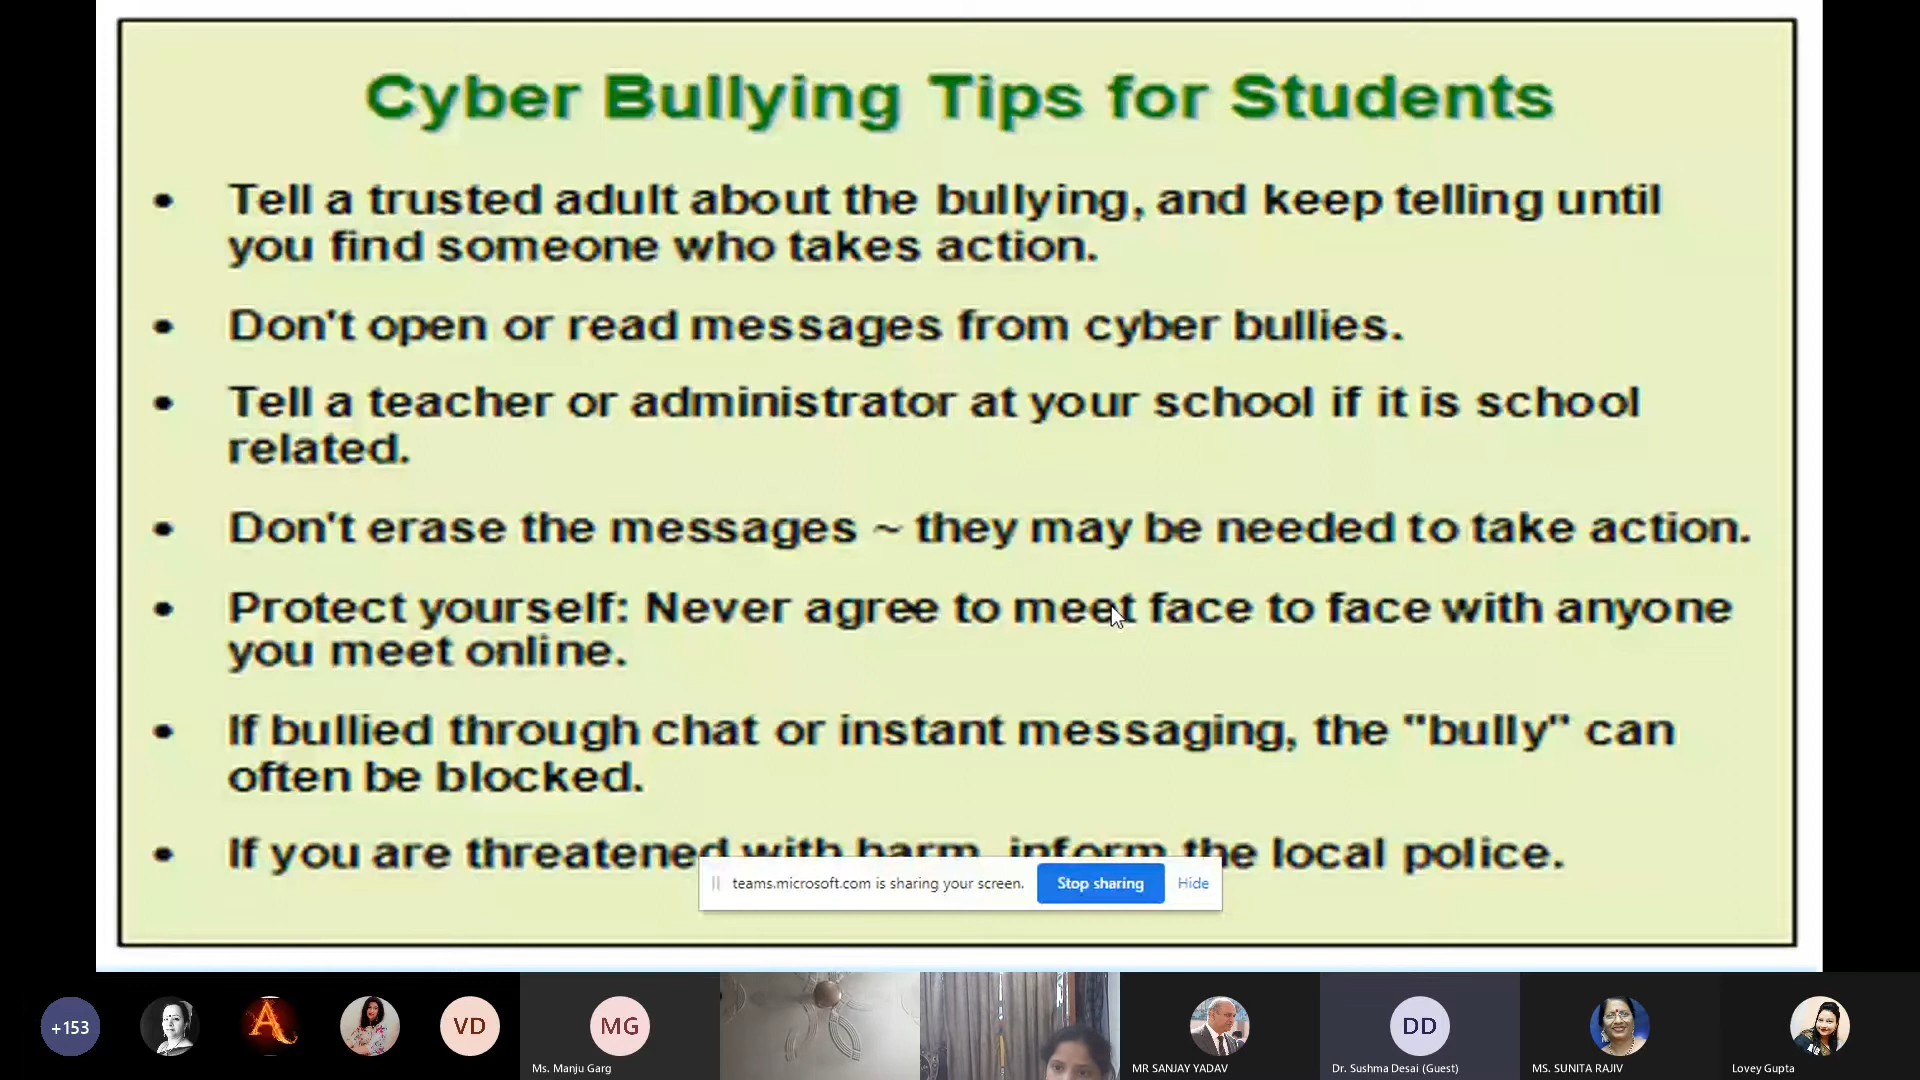 Cyber Bullying Tips for Students
• Tell a trusted adult about the bullying, and keep telling until
you find someone who takes action.
• Don't open or read messages from cyber bullies.
• Tell a teacher or administrator at your school if it is school
related.
• Don't erase the messages ~ they may be needed to take action.
• Protect yourself: Never agree to meet face to face with anyone
you meet online.
• If bullied through chat or instant messaging, the "bully" can
often be blocked.
• If you are threatened with harm, inform the local police.
teams.microsoft.com is sharing your screen. Stop sharing Hide
+153 A VD MG DD
Ms. Manju Garg MR SANJAY YADAV Dr. Sushma Desai (Guest) MS. SUNITA RAJIV Lovey Gupta